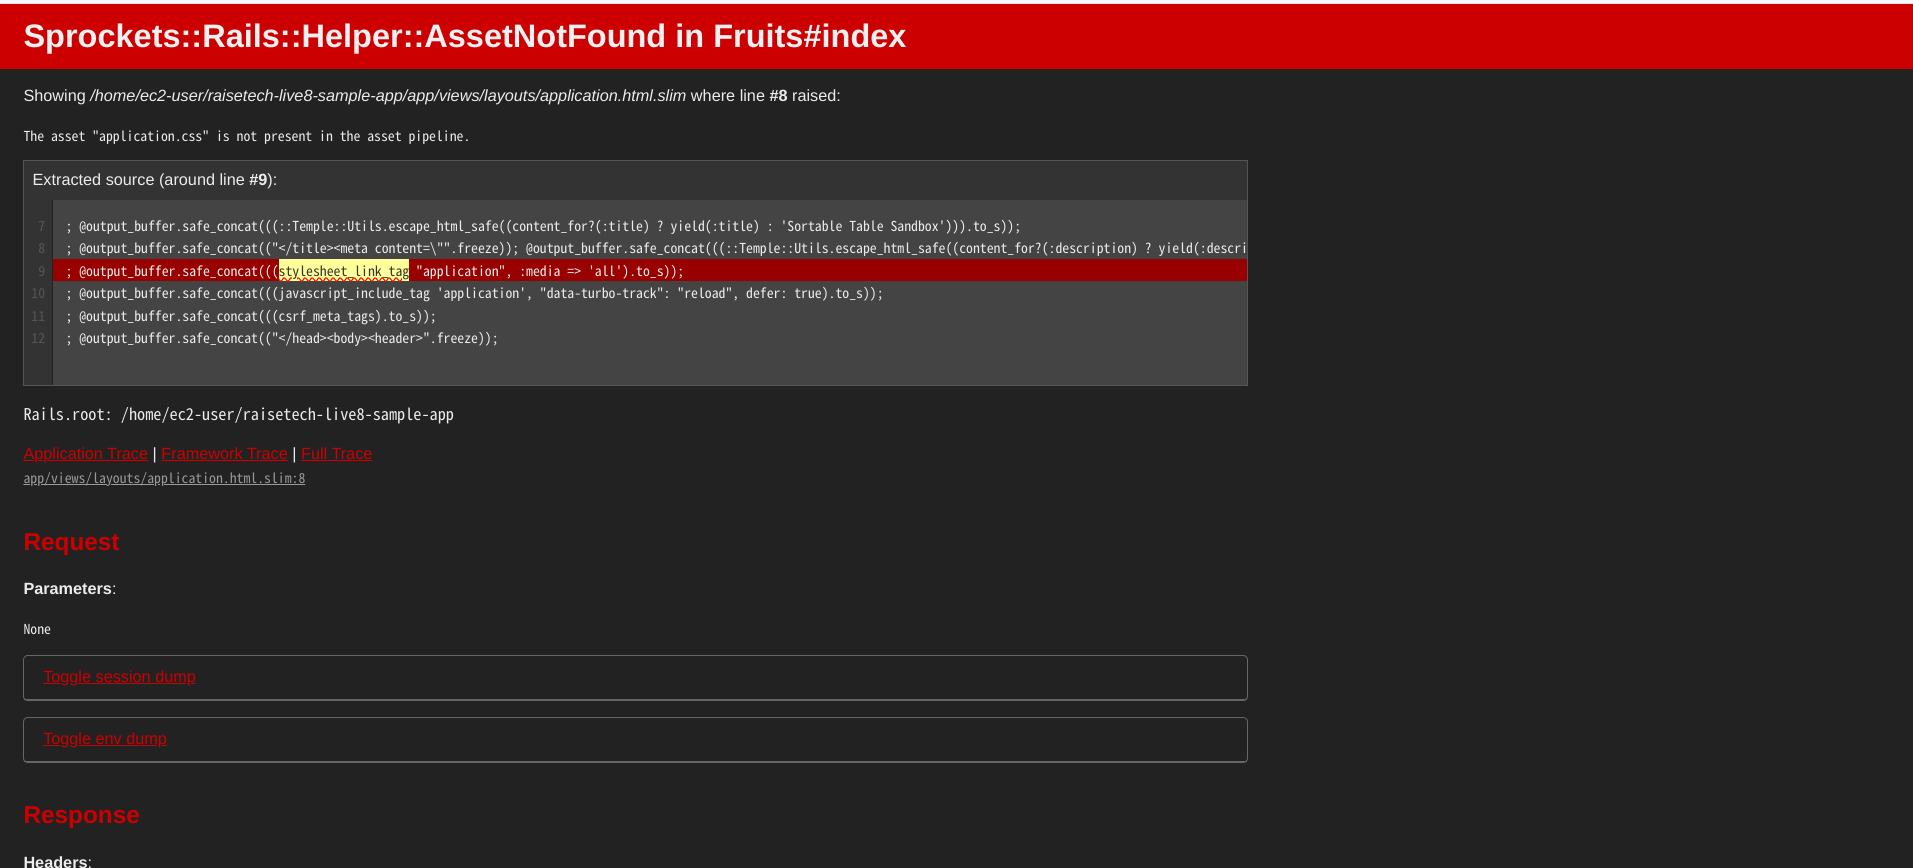 Sprockets::Rails::Helper::AssetNotFound in Fruits#index
Showing /home/ec2-user/raisetech-live8-sample-app/app/views/layouts/application.html.slim where line #8 raised:
The asset "application.css" is not present in the asset pipeline.
Extracted source (around line #9):
7 ; @output_buffer.safe_concat(((::Temple::Utils.escape_html_safe((content_for?(:title) ? yield(:title) : 'Sortable Table Sandbox'))).to_s));
8 ; @output_buffer.safe_concat(("</title><meta content=\"".freeze)); @output_buffer.safe_concat(((::Temple::Utils.escape_html_safe((content_for?(:description) ? yield(:descri
9 ; @output_buffer.safe_concat(((stylesheet_link_tag "application", :media => 'all').to_s));
10 ; @output_buffer.safe_concat(((javascript_include_tag 'application', "data-turbo-track": "reload", defer: true).to_s));
11 ; @output_buffer.safe_concat(((csrf_meta_tags).to_s));
12 ; @output_buffer.safe_concat(("</head><body><header>".freeze));
Rails.root: /home/ec2-user/raisetech-live8-sample-app
Application Trace | Framework Trace | Full Trace
app/views/layouts/application.html.slim:8
Request
Parameters:
None
Toggle session dump
Toggle env dump
Response
Headers: